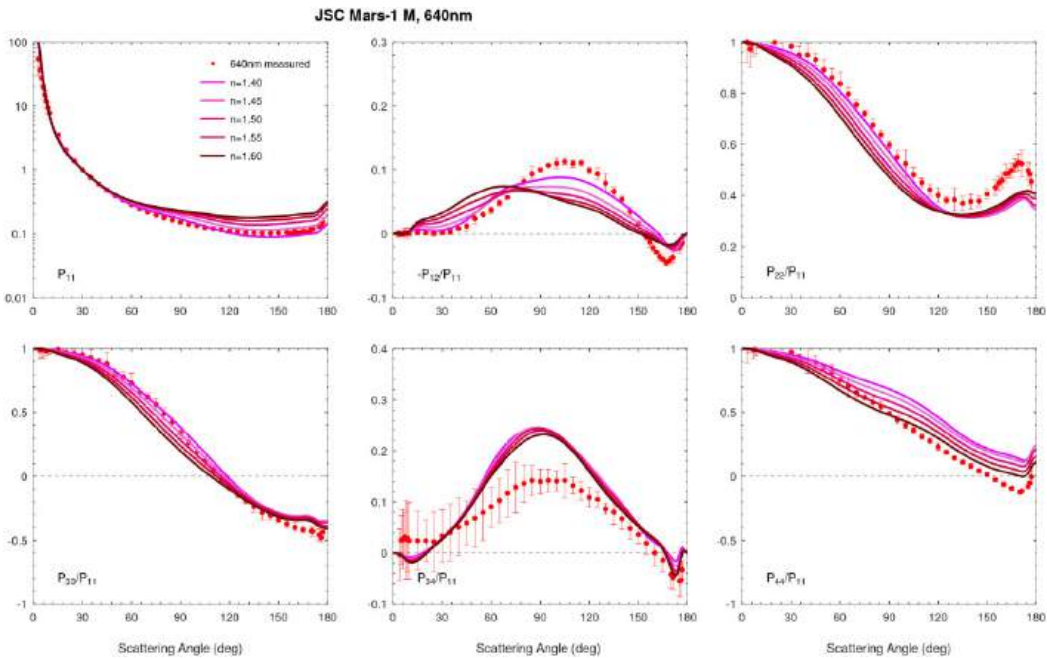 JSC Mars-1 M, 640nm
100
10
1
0.1
0.01
640nm measured
n=1.40
n=1.45
n=1.50
n=1.55
n=1.60
P11
0 30 60 90 120 150 180
0.3
0.2
0.1
0
-0.1
-P12/P11
0 30 60 90 120 150 180
1
0.8
0.6
0.4
0.2
0
P22/P11
0 30 60 90 120 150 180
1
0.5
0
-0.5
-1
P33/P11
0 30 60 90 120 150 180
Scattering Angle (deg)
0.4
0.3
0.2
0.1
0
-0.1
P34/P11
0 30 60 90 120 150 180
Scattering Angle (deg)
1
0.5
0
-0.5
-1
P44/P11
0 30 60 90 120 150 180
Scattering Angle (deg)